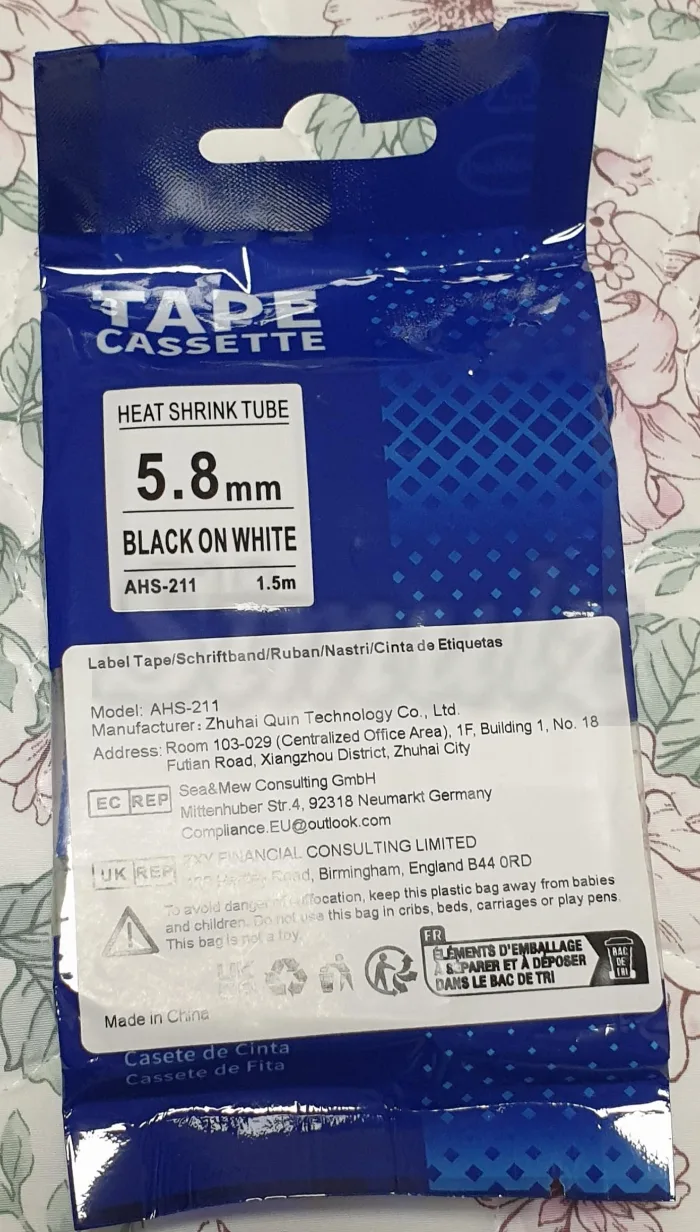 TAPE
CASSETTE
HEAT SHRINK TUBE
5.8mm
BLACK ON WHITE
AHS-211 1.5m
Label Tape/Schriftband/Ruban/Nastri/Cinta de Etiquetas
Model: AHS-211
Manufacturer: Zhuhai Quin Technology Co., Ltd.
Address: Room 103-029 (Centralized Office Area), 1F, Building 1, No. 18
Futian Road, Xiangzhou District, Zhuhai City
EC REP
Sea&Mew Consulting GmbH
Mittenhuber Str.4, 92318 Neumarkt Germany
Compliance.EU@outlook.com
UK REP
ZXY FINANCIAL CONSULTING LIMITED
Road, Birmingham, England B44 0RD
To avoid danger of suffocation, keep this plastic bag away from babies
and children. Do not use this bag in cribs, beds, carriages or play pens.
This bag is not a toy.
FR
ÉLÉMENTS D'EMBALLAGE
À SÉPARER ET À DÉPOSER
DANS LE BAC DE TRI
BAC
DE
TRI
Made in China
Casete de Cinta
Cassete de Fita